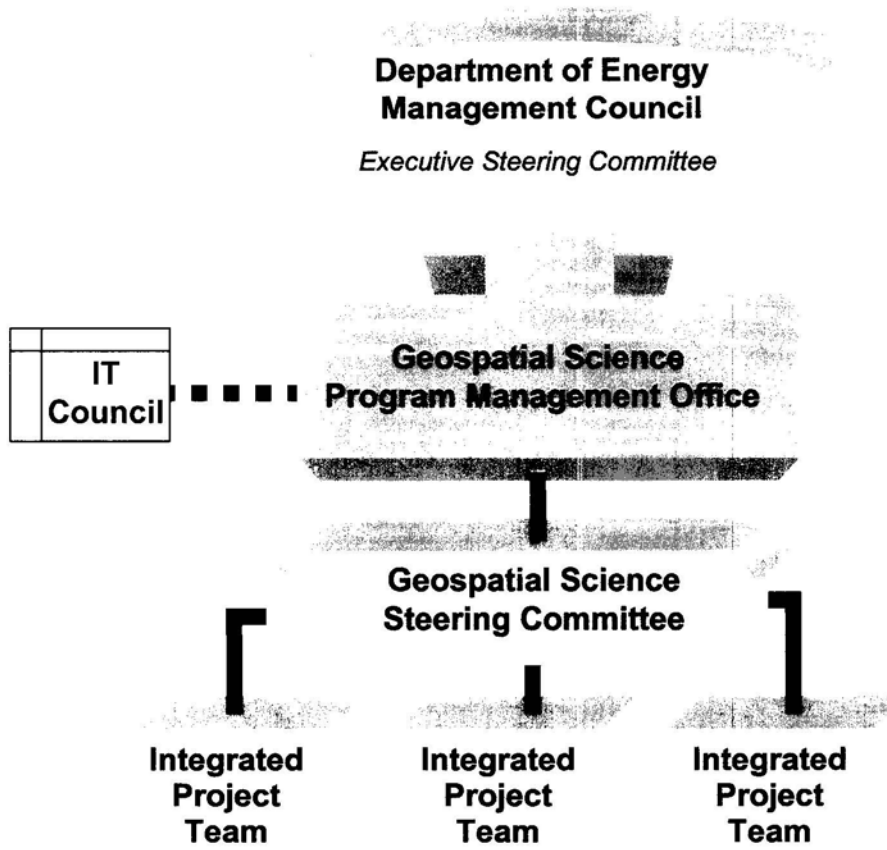 Department of Energy
Management Council
Executive Steering Committee
Geospatial Science
Program Management Office
IT
Council
Geospatial Science
Steering Committee
Integrated
Project
Team
Integrated
Project
Team
Integrated
Project
Team